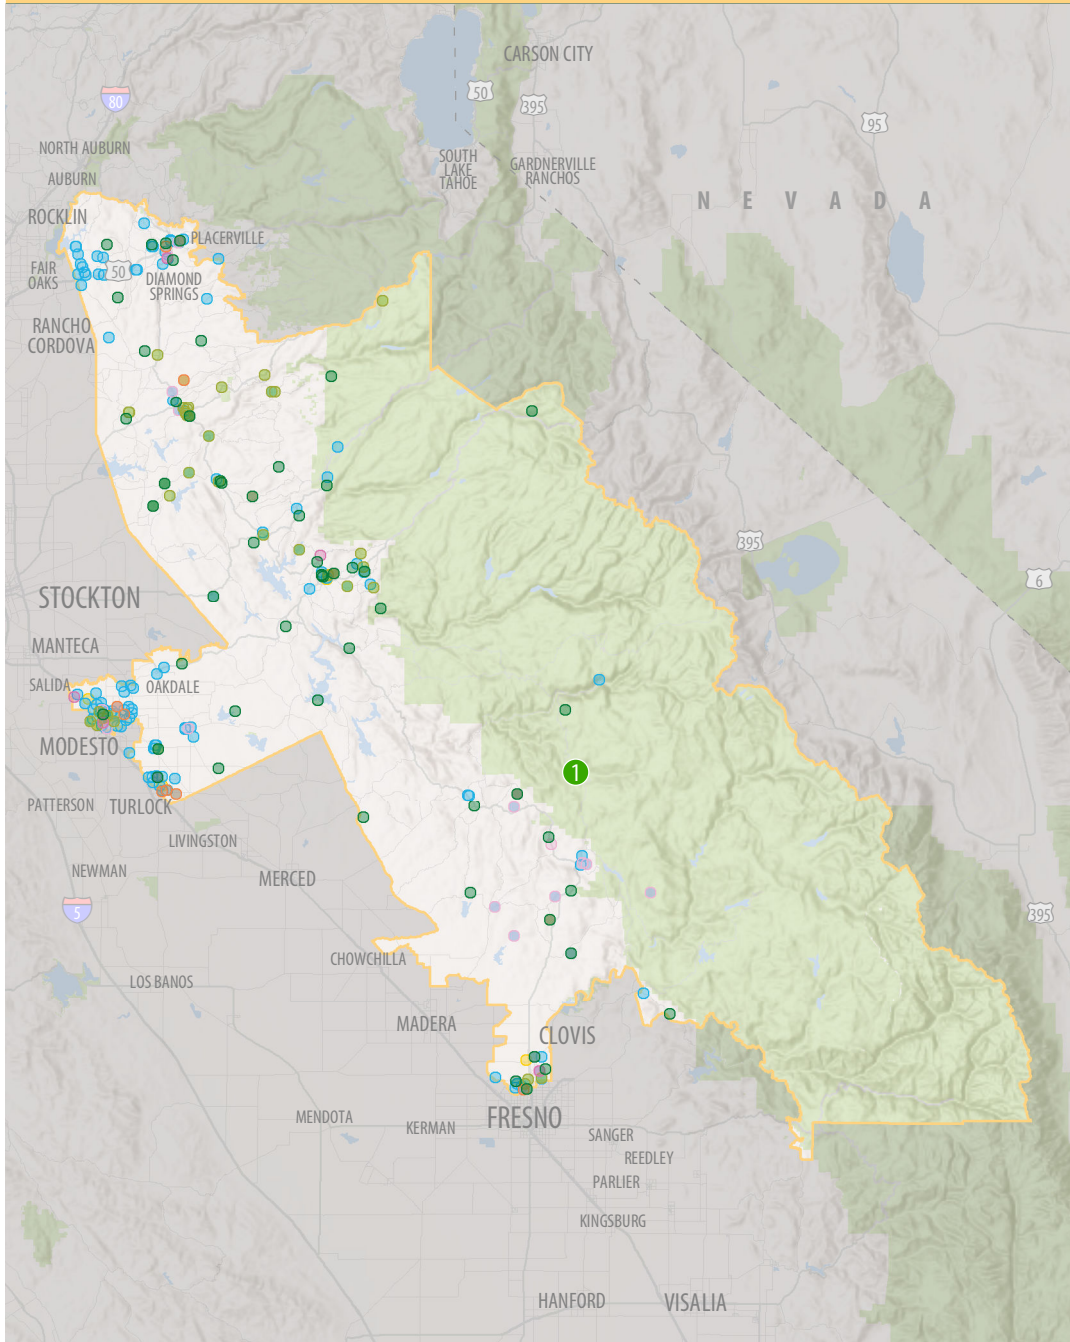 CARSON CITY
50
395
80
95
NORTH AUBURN
SOUTH
LAKE
TAHOE
GARDNERVILLE
RANCHOS
AUBURN
NEVADA
ROCKLIN
PLACERVILLE
FAIR
OAKS
50
DIAMOND
SPRINGS
RANCHO
CORDOVA
395
6
STOCKTON
MANTECA
SALIDA
OAKDALE
MODESTO
1
PATTERSON
TURLOCK
LIVINGSTON
NEWMAN
MERCED
5
395
CHOWCHILLA
LOS BANOS
MADERA
CLOVIS
MENDOTA
FRESNO
KERMAN
SANGER
REEDLEY
PARLIER
KINGSBURG
HANFORD
VISALIA